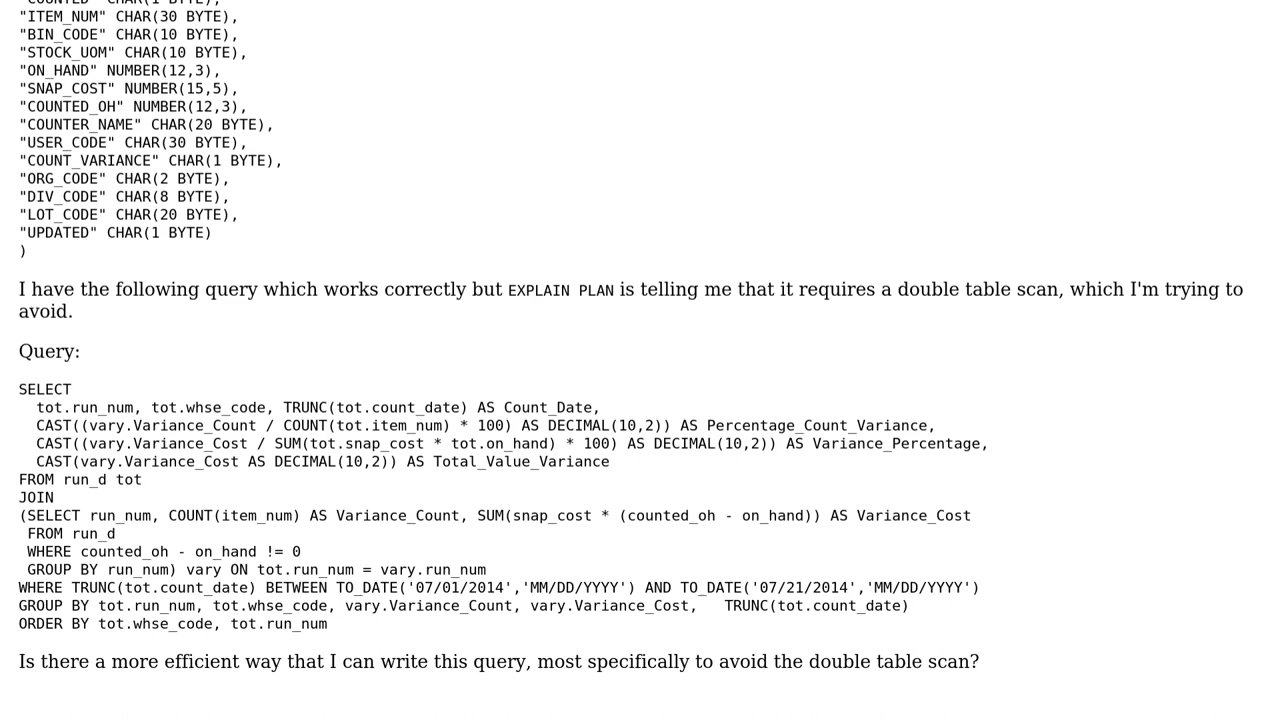 "COUNTED" CHAR(1 BYTE),
"ITEM_NUM" CHAR(30 BYTE),
"BIN_CODE" CHAR(10 BYTE),
"STOCK_UOM" CHAR(10 BYTE),
"ON_HAND" NUMBER(12,3),
"SNAP_COST" NUMBER(15,5),
"COUNTED_OH" NUMBER(12,3),
"COUNTER_NAME" CHAR(20 BYTE),
"USER_CODE" CHAR(30 BYTE),
"COUNT_VARIANCE" CHAR(1 BYTE),
"ORG_CODE" CHAR(2 BYTE),
"DIV_CODE" CHAR(8 BYTE),
"LOT_CODE" CHAR(20 BYTE),
"UPDATED" CHAR(1 BYTE)
)
I have the following query which works correctly but EXPLAIN PLAN is telling me that it requires a double table scan, which I'm trying to
avoid.
Query:
SELECT
  tot.run_num, tot.whse_code, TRUNC(tot.count_date) AS Count_Date,
  CAST((vary.Variance_Count / COUNT(tot.item_num) * 100) AS DECIMAL(10,2)) AS Percentage_Count_Variance,
  CAST((vary.Variance_Cost / SUM(tot.snap_cost * tot.on_hand) * 100) AS DECIMAL(10,2)) AS Variance_Percentage,
  CAST(vary.Variance_Cost AS DECIMAL(10,2)) AS Total_Value_Variance
FROM run_d tot
JOIN
(SELECT run_num, COUNT(item_num) AS Variance_Count, SUM(snap_cost * (counted_oh - on_hand)) AS Variance_Cost
 FROM run_d
 WHERE counted_oh - on_hand != 0
 GROUP BY run_num) vary ON tot.run_num = vary.run_num
WHERE TRUNC(tot.count_date) BETWEEN TO_DATE('07/01/2014','MM/DD/YYYY') AND TO_DATE('07/21/2014','MM/DD/YYYY')
GROUP BY tot.run_num, tot.whse_code, vary.Variance_Count, vary.Variance_Cost,   TRUNC(tot.count_date)
ORDER BY tot.whse_code, tot.run_num
Is there a more efficient way that I can write this query, most specifically to avoid the double table scan?